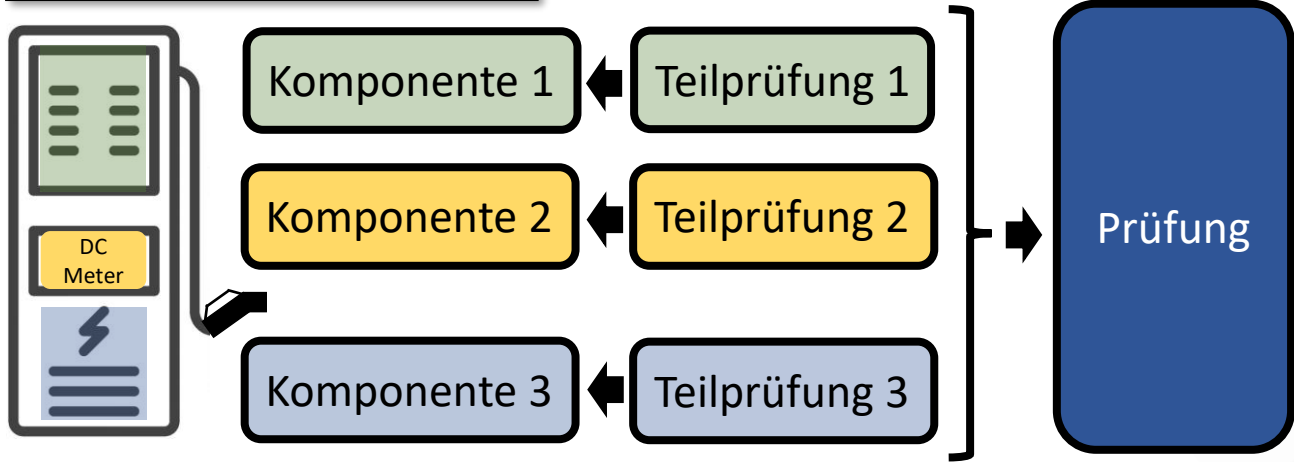 Komponente 1
Teilprüfung 1
Komponente 2
Teilprüfung 2
Komponente 3
Teilprüfung 3
DC
Meter
Prüfung